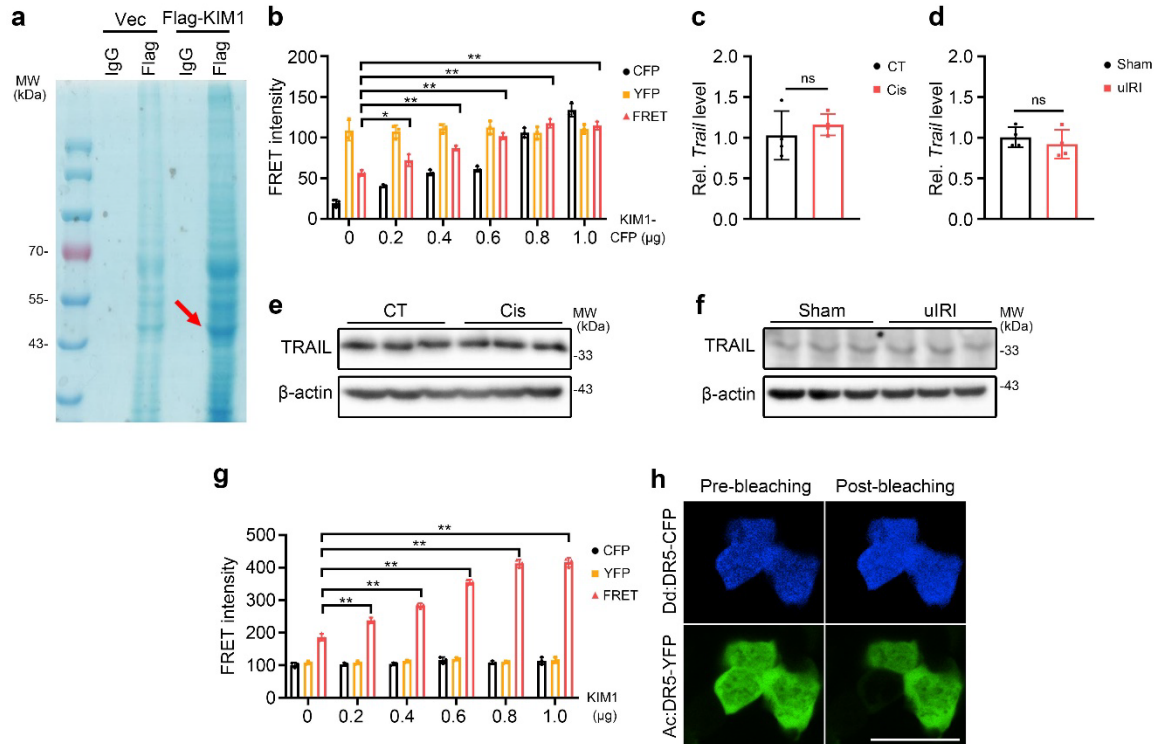 a
Vec
Flag-KIM1
IgG
Flag
IgG
Flag
MW
(kDa)
70-
55-
43-
b
FRET intensity
200
150
100
50
0
**
**
**
**
*
CFP
YFP
FRET
0
0.2
0.4
0.6
0.8
1.0
KIM1-
CFP (μg)
c
Rel. Trail level
2.0
1.5
1.0
0.5
0.0
ns
CT
Cis
d
Rel. Trail level
2.0
1.5
1.0
0.5
0.0
ns
Sham
uIRI
e
CT
Cis
MW
(kDa)
TRAIL
-33
β-actin
-43
f
Sham
uIRI
MW
(kDa)
TRAIL
-33
β-actin
-43
g
FRET intensity
500
400
300
200
100
0
**
**
**
**
**
CFP
YFP
FRET
0
0.2
0.4
0.6
0.8
1.0
KIM1
(μg)
h
Pre-bleaching
Post-bleaching
Dd:DR5-CFP
Ac:DR5-YFP